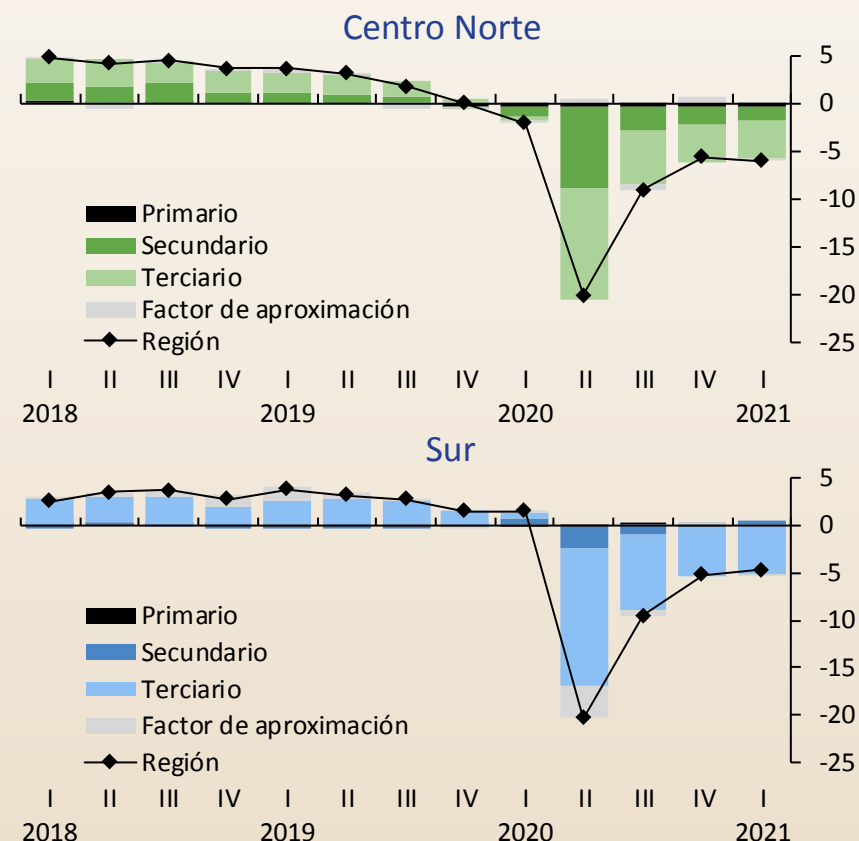 Centro Norte
5
0
-5
-10
-15
-20
-25
Primario
Secundario
Terciario
Factor de aproximación
Región
I II III IV I II III IV I II III IV I
2018 2019 2020 2021
Sur
5
0
-5
-10
-15
-20
-25
Primario
Secundario
Terciario
Factor de aproximación
Región
I II III IV I II III IV I II III IV I
2018 2019 2020 2021